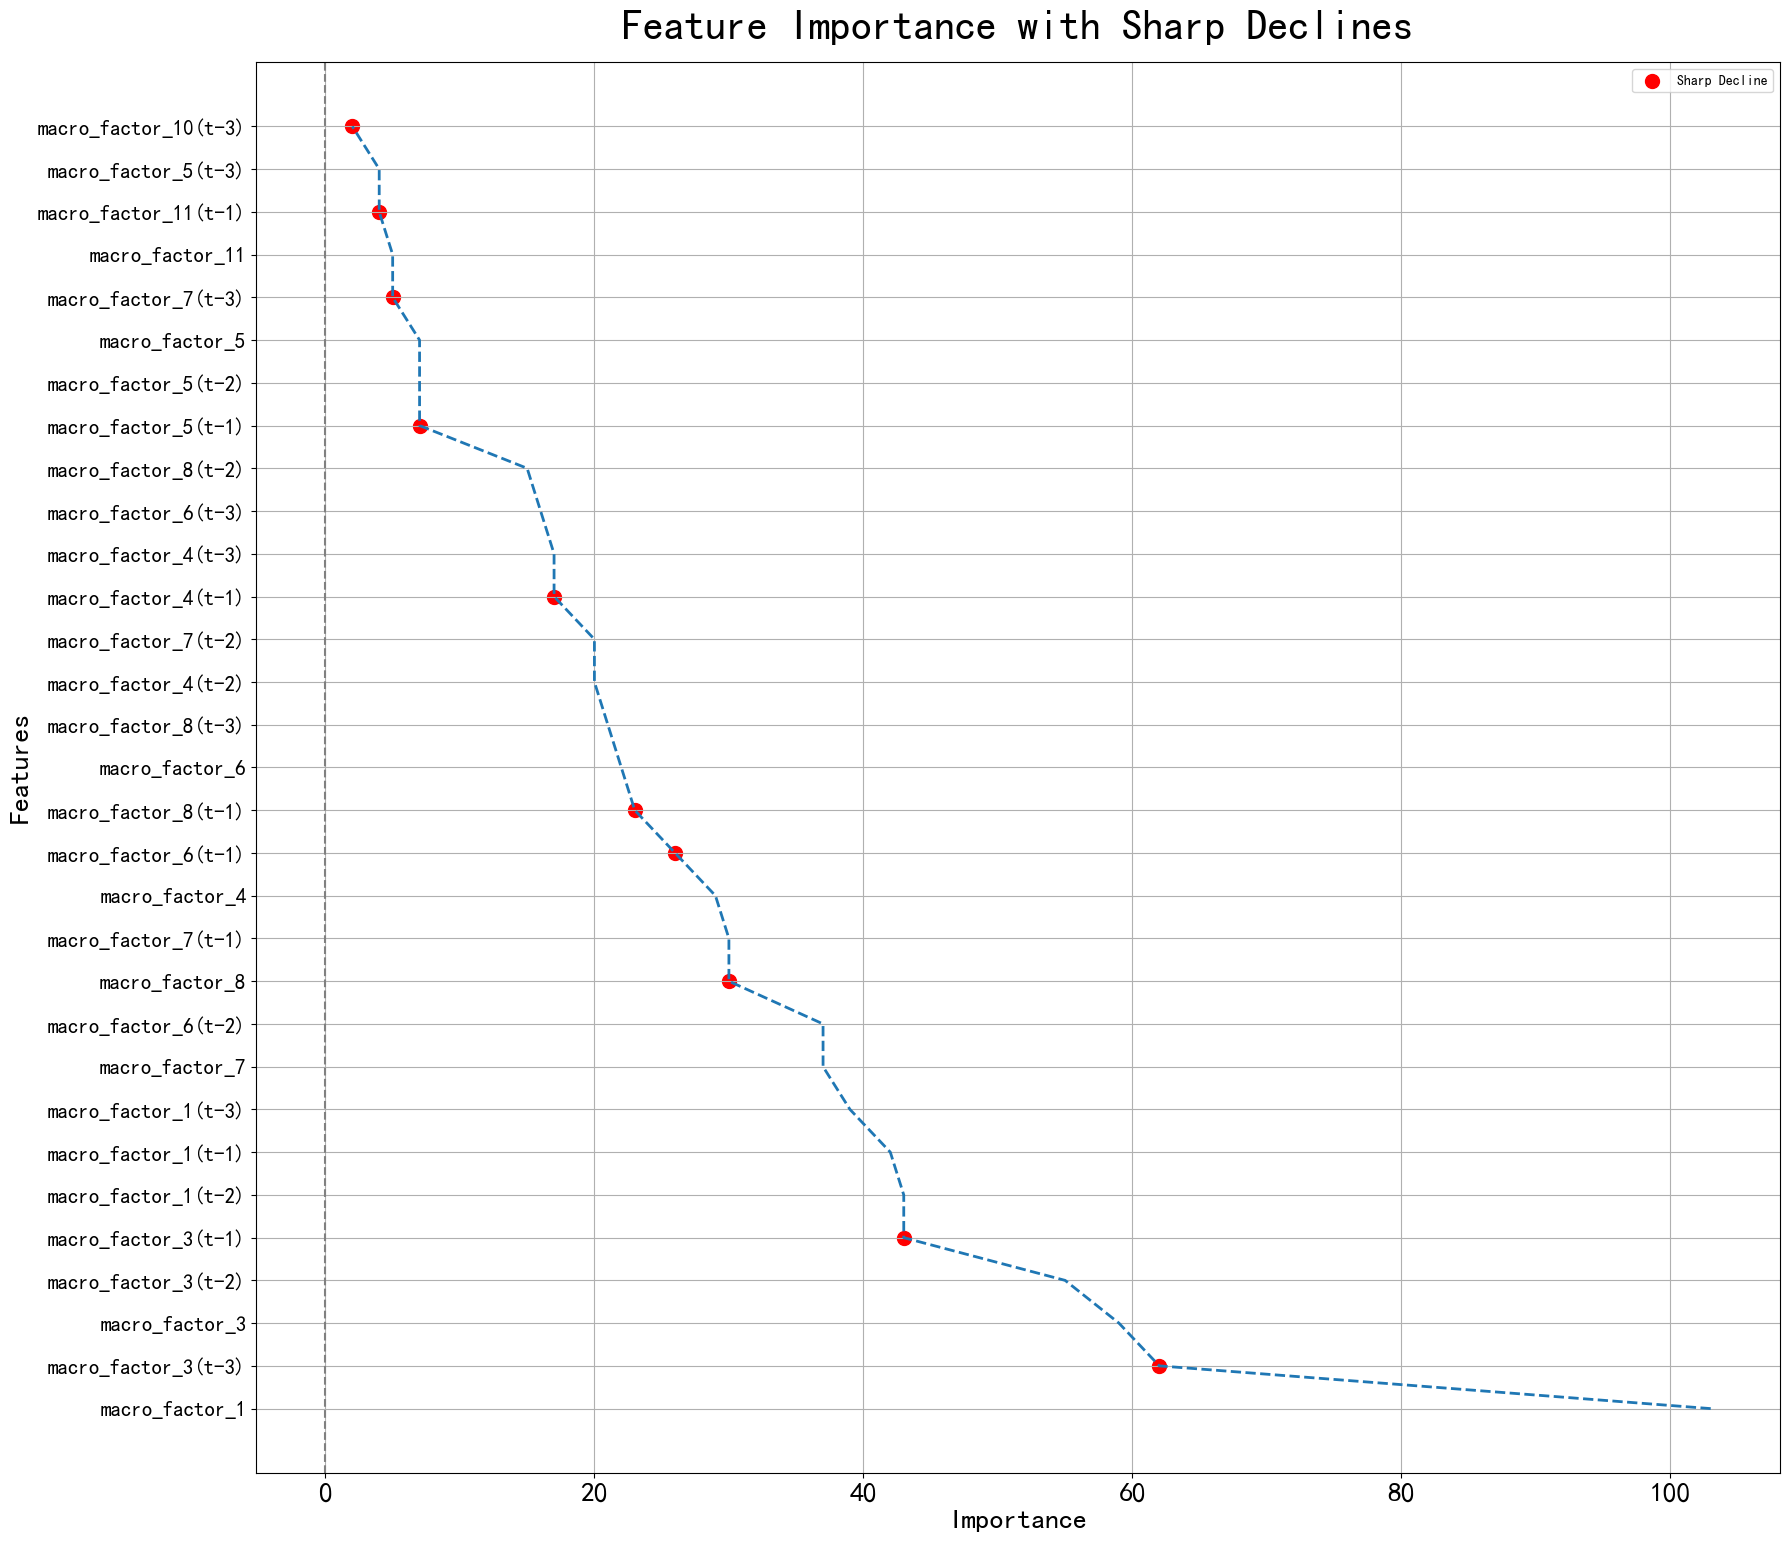 Feature Importance with Sharp Declines
Sharp Decline
macro_factor_10(t-3)
macro_factor_5(t-3)
macro_factor_11(t-1)
macro_factor_11
macro_factor_7(t-3)
macro_factor_5
macro_factor_5(t-2)
macro_factor_5(t-1)
macro_factor_8(t-2)
macro_factor_6(t-3)
macro_factor_4(t-3)
macro_factor_4(t-1)
macro_factor_7(t-2)
macro_factor_4(t-2)
macro_factor_8(t-3)
macro_factor_6
macro_factor_8(t-1)
macro_factor_6(t-1)
macro_factor_4
macro_factor_7(t-1)
macro_factor_8
macro_factor_6(t-2)
macro_factor_7
macro_factor_1(t-3)
macro_factor_1(t-1)
macro_factor_1(t-2)
macro_factor_3(t-1)
macro_factor_3(t-2)
macro_factor_3
macro_factor_3(t-3)
macro_factor_1
Features
0 20 40 60 80 100
Importance